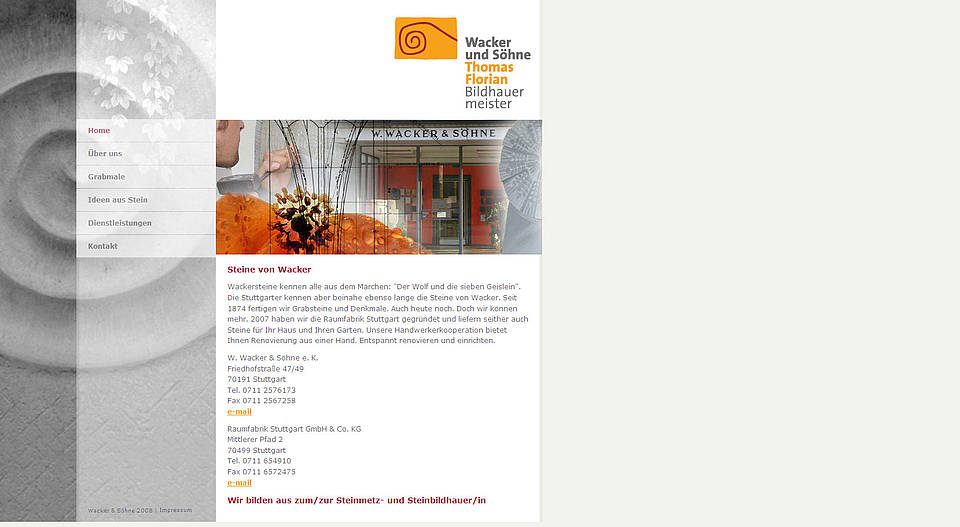 Wacker
und Söhne
Thomas
Florian
Bildhauer
meister
Home
Über uns
Grabmale
Ideen aus Stein
Dienstleistungen
Kontakt
W. WACKER & SÖHNE
Steine von Wacker
Wackersteine kennen alle aus dem Märchen: "Der Wolf und die sieben Geislein".
Die Stuttgarter kennen aber beinahe ebenso lange die Steine von Wacker. Seit
1874 fertigen wir Grabsteine und Denkmale. Auch heute noch. Doch wir können
mehr. 2007 haben wir die Raumfabrik Stuttgart gegründet und liefern seither auch
Steine für Ihr Haus und Ihren Garten. Unsere Handwerkerkooperation bietet
Ihnen Renovierung aus einer Hand. Entspannt renovieren und einrichten.
W. Wacker & Söhne e. K.
Friedhofstraße 47/49
70191 Stuttgart
Tel. 0711 2576173
Fax 0711 2567258
e-mail
Raumfabrik Stuttgart GmbH & Co. KG
Mittlerer Pfad 2
70499 Stuttgart
Tel. 0711 654910
Fax 0711 6572475
e-mail
Wir bilden aus zum/zur Steinmetz- und Steinbildhauer/in
Wacker & Söhne 2008 | Impressum